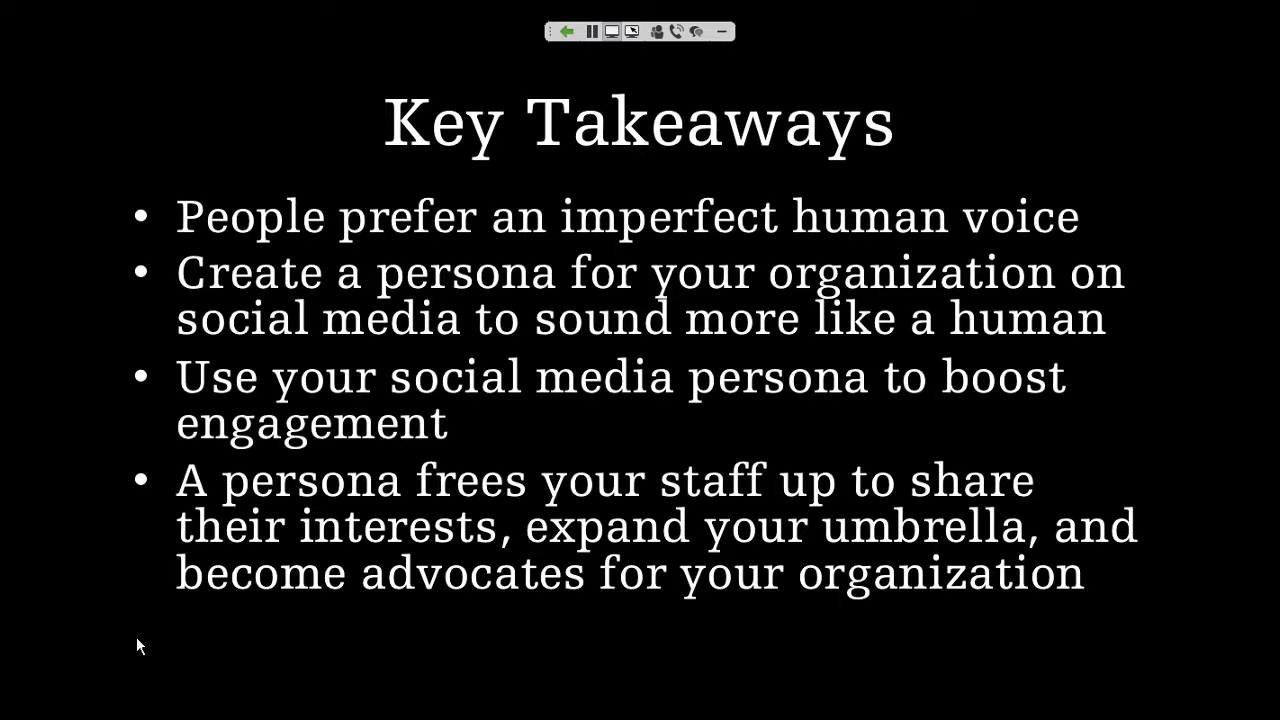 Key Takeaways
• People prefer an imperfect human voice
• Create a persona for your organization on
social media to sound more like a human
• Use your social media persona to boost
engagement
• A persona frees your staff up to share
their interests, expand your umbrella, and
become advocates for your organization